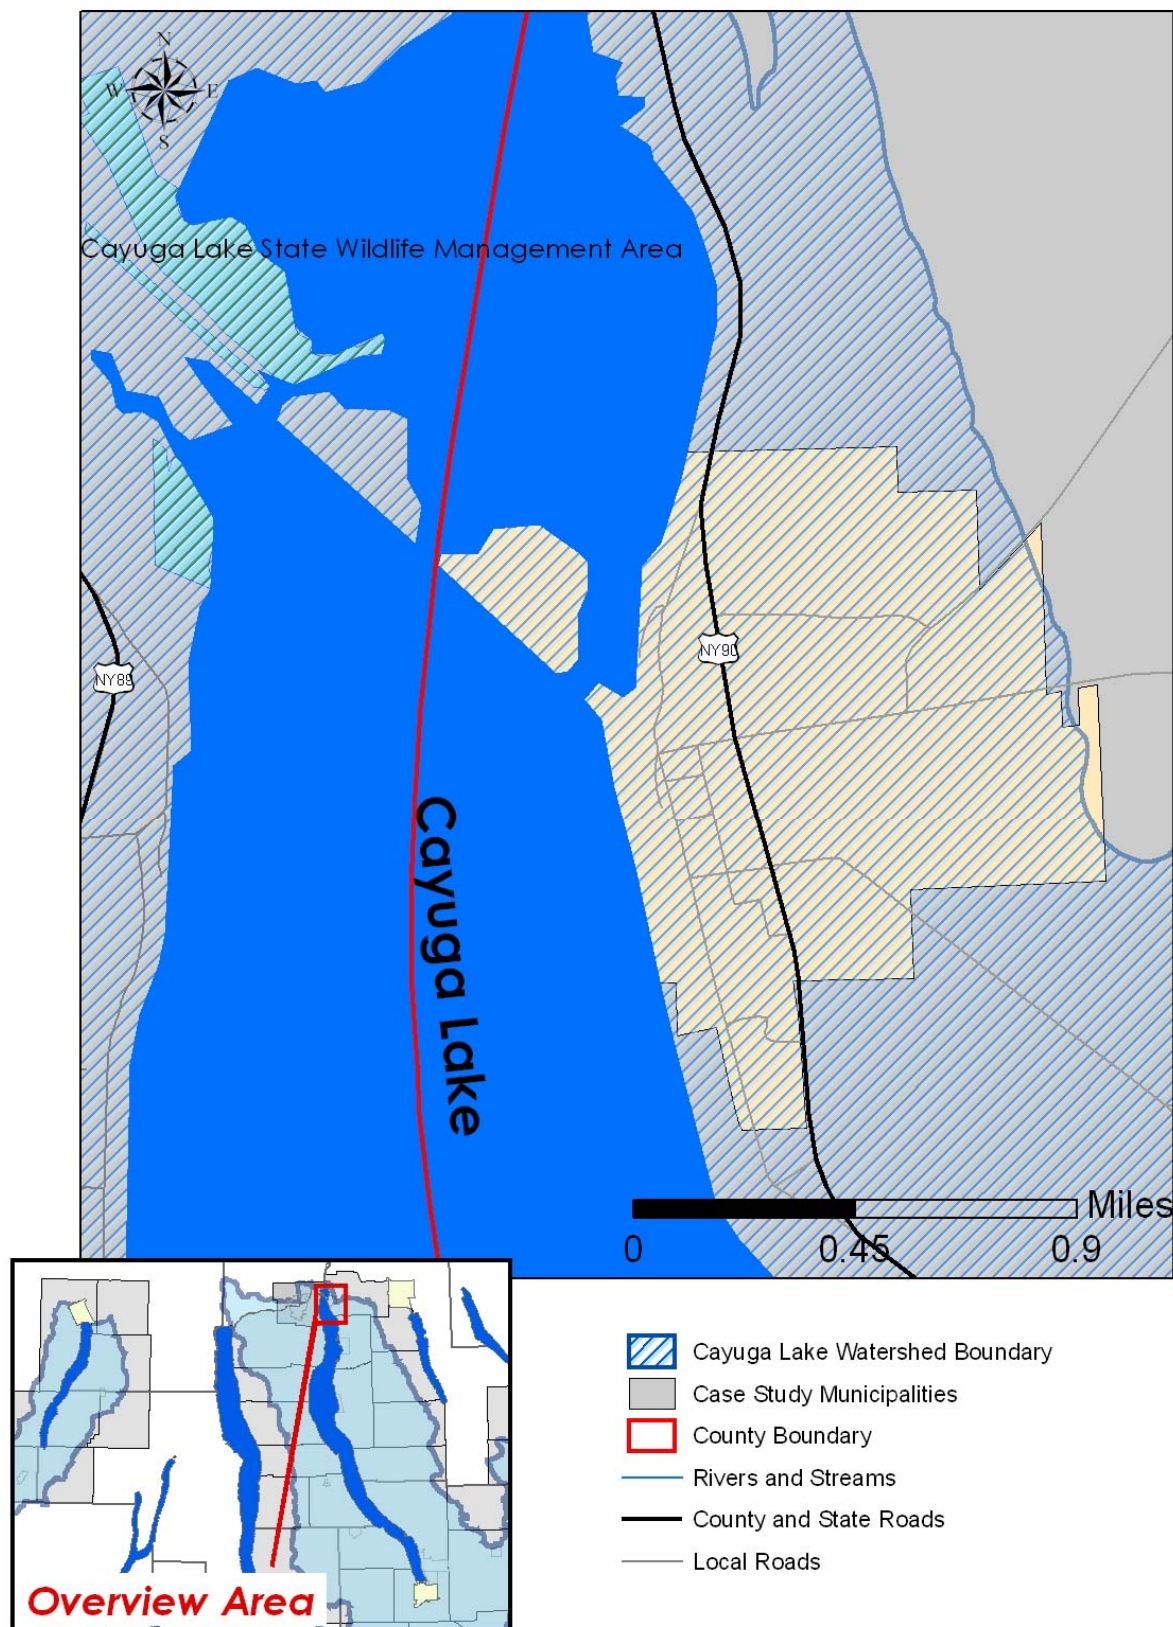 N
W E
S
Cayuga Lake State Wildlife Management Area
NY90
NY89
Cayuga Lake
Miles
0 0.45 0.9
Cayuga Lake Watershed Boundary
Case Study Municipalities
County Boundary
Rivers and Streams
County and State Roads
Local Roads
Overview Area